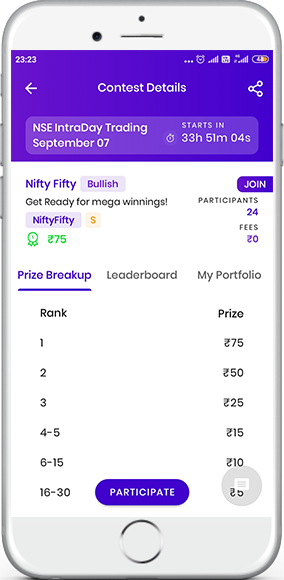 23:23
Contest Details
NSE IntraDay Trading
September 07
STARTS IN
33h 51m 04s
Nifty Fifty Bullish
JOIN
Get Ready for mega winnings!
PARTICIPANTS
24
NiftyFifty S
FEES
₹0
₹75
Prize Breakup Leaderboard My Portfolio
Rank Prize
1 ₹75
2 ₹50
3 ₹25
4-5 ₹15
6-15 ₹10
16-30 ₹5
PARTICIPATE